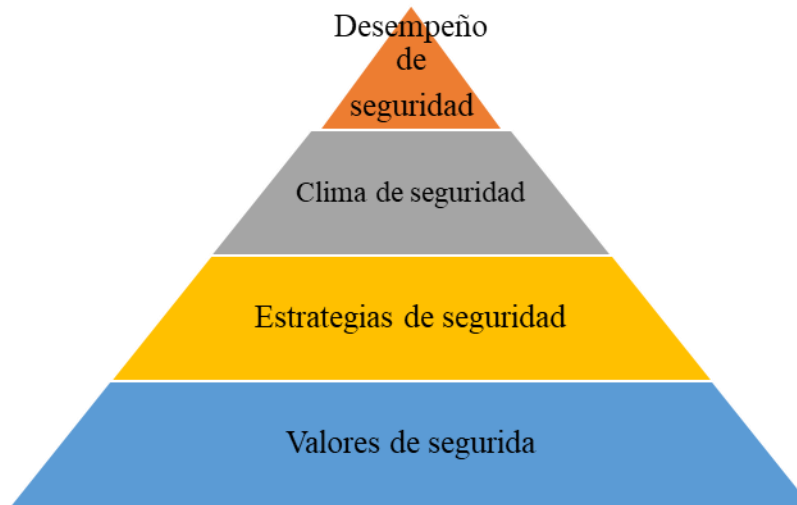 Desempeño
de
seguridad
Clima de seguridad
Estrategias de seguridad
Valores de segurida